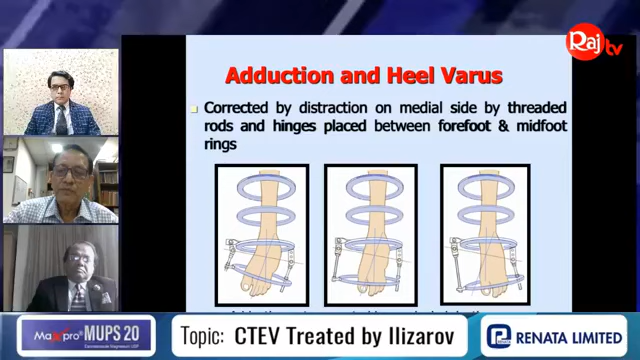 Raj tv
Adduction and Heel Varus
Corrected by distraction on medial side by threaded
rods and hinges placed between forefoot & midfoot
rings
Maxpro MUPS 20
Topic: CTEV Treated by Ilizarov
RENATA LIMITED